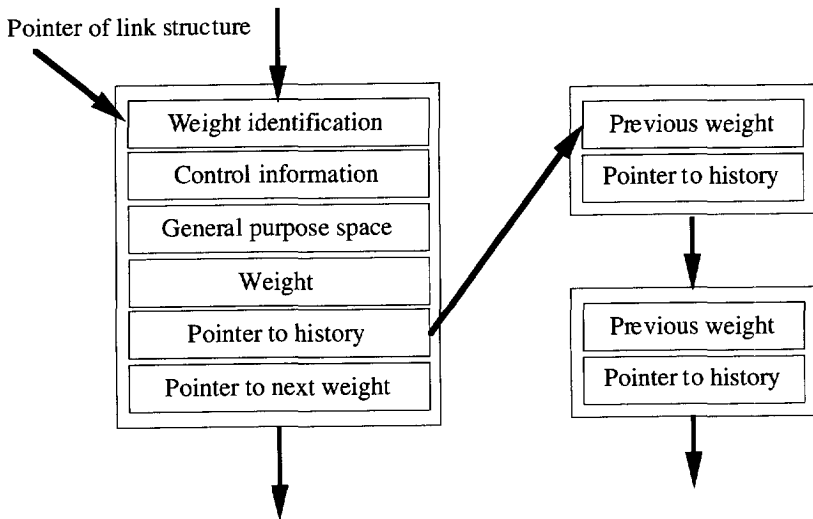 Pointer of link structure
Weight identification
Control information
General purpose space
Weight
Pointer to history
Pointer to next weight
Previous weight
Pointer to history
Previous weight
Pointer to history